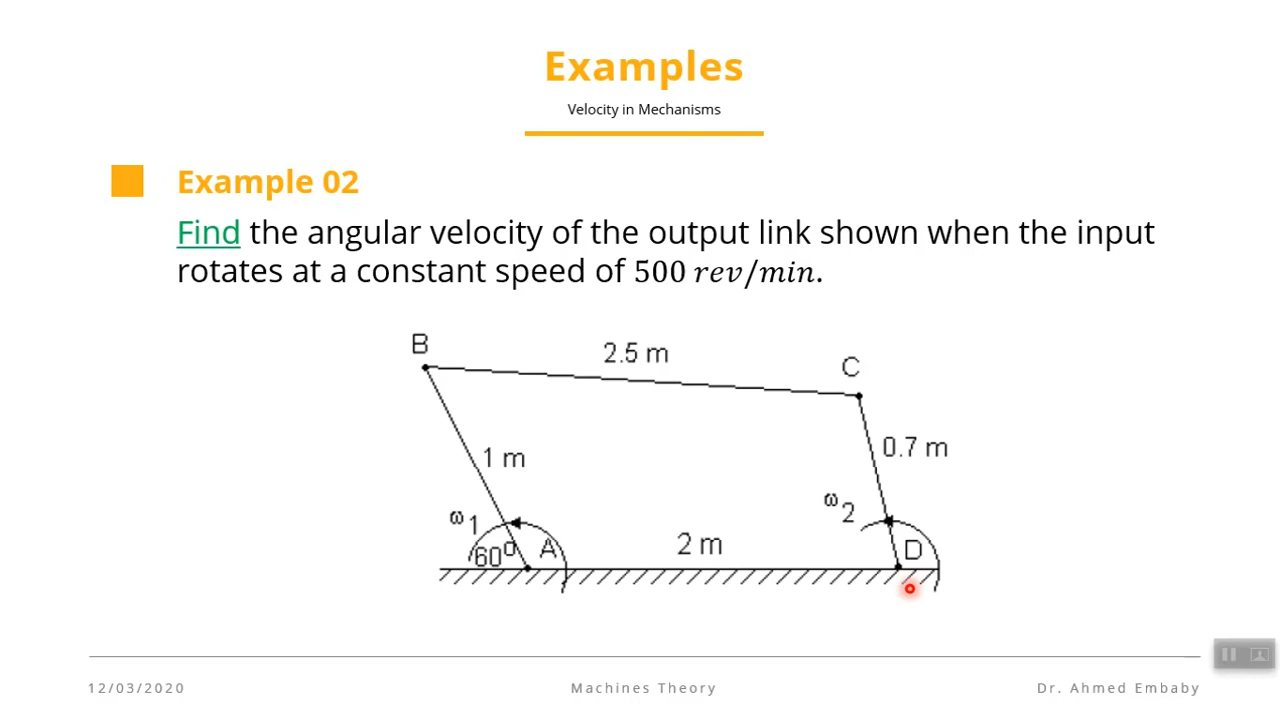 Examples
Velocity in Mechanisms
Example 02
Find the angular velocity of the output link shown when the input
rotates at a constant speed of 500 rev/min.
B
2.5 m
C
1 m
0.7 m
ω1
ω2
60° A
2 m
D
12/03/2020
Machines Theory
Dr. Ahmed Embaby